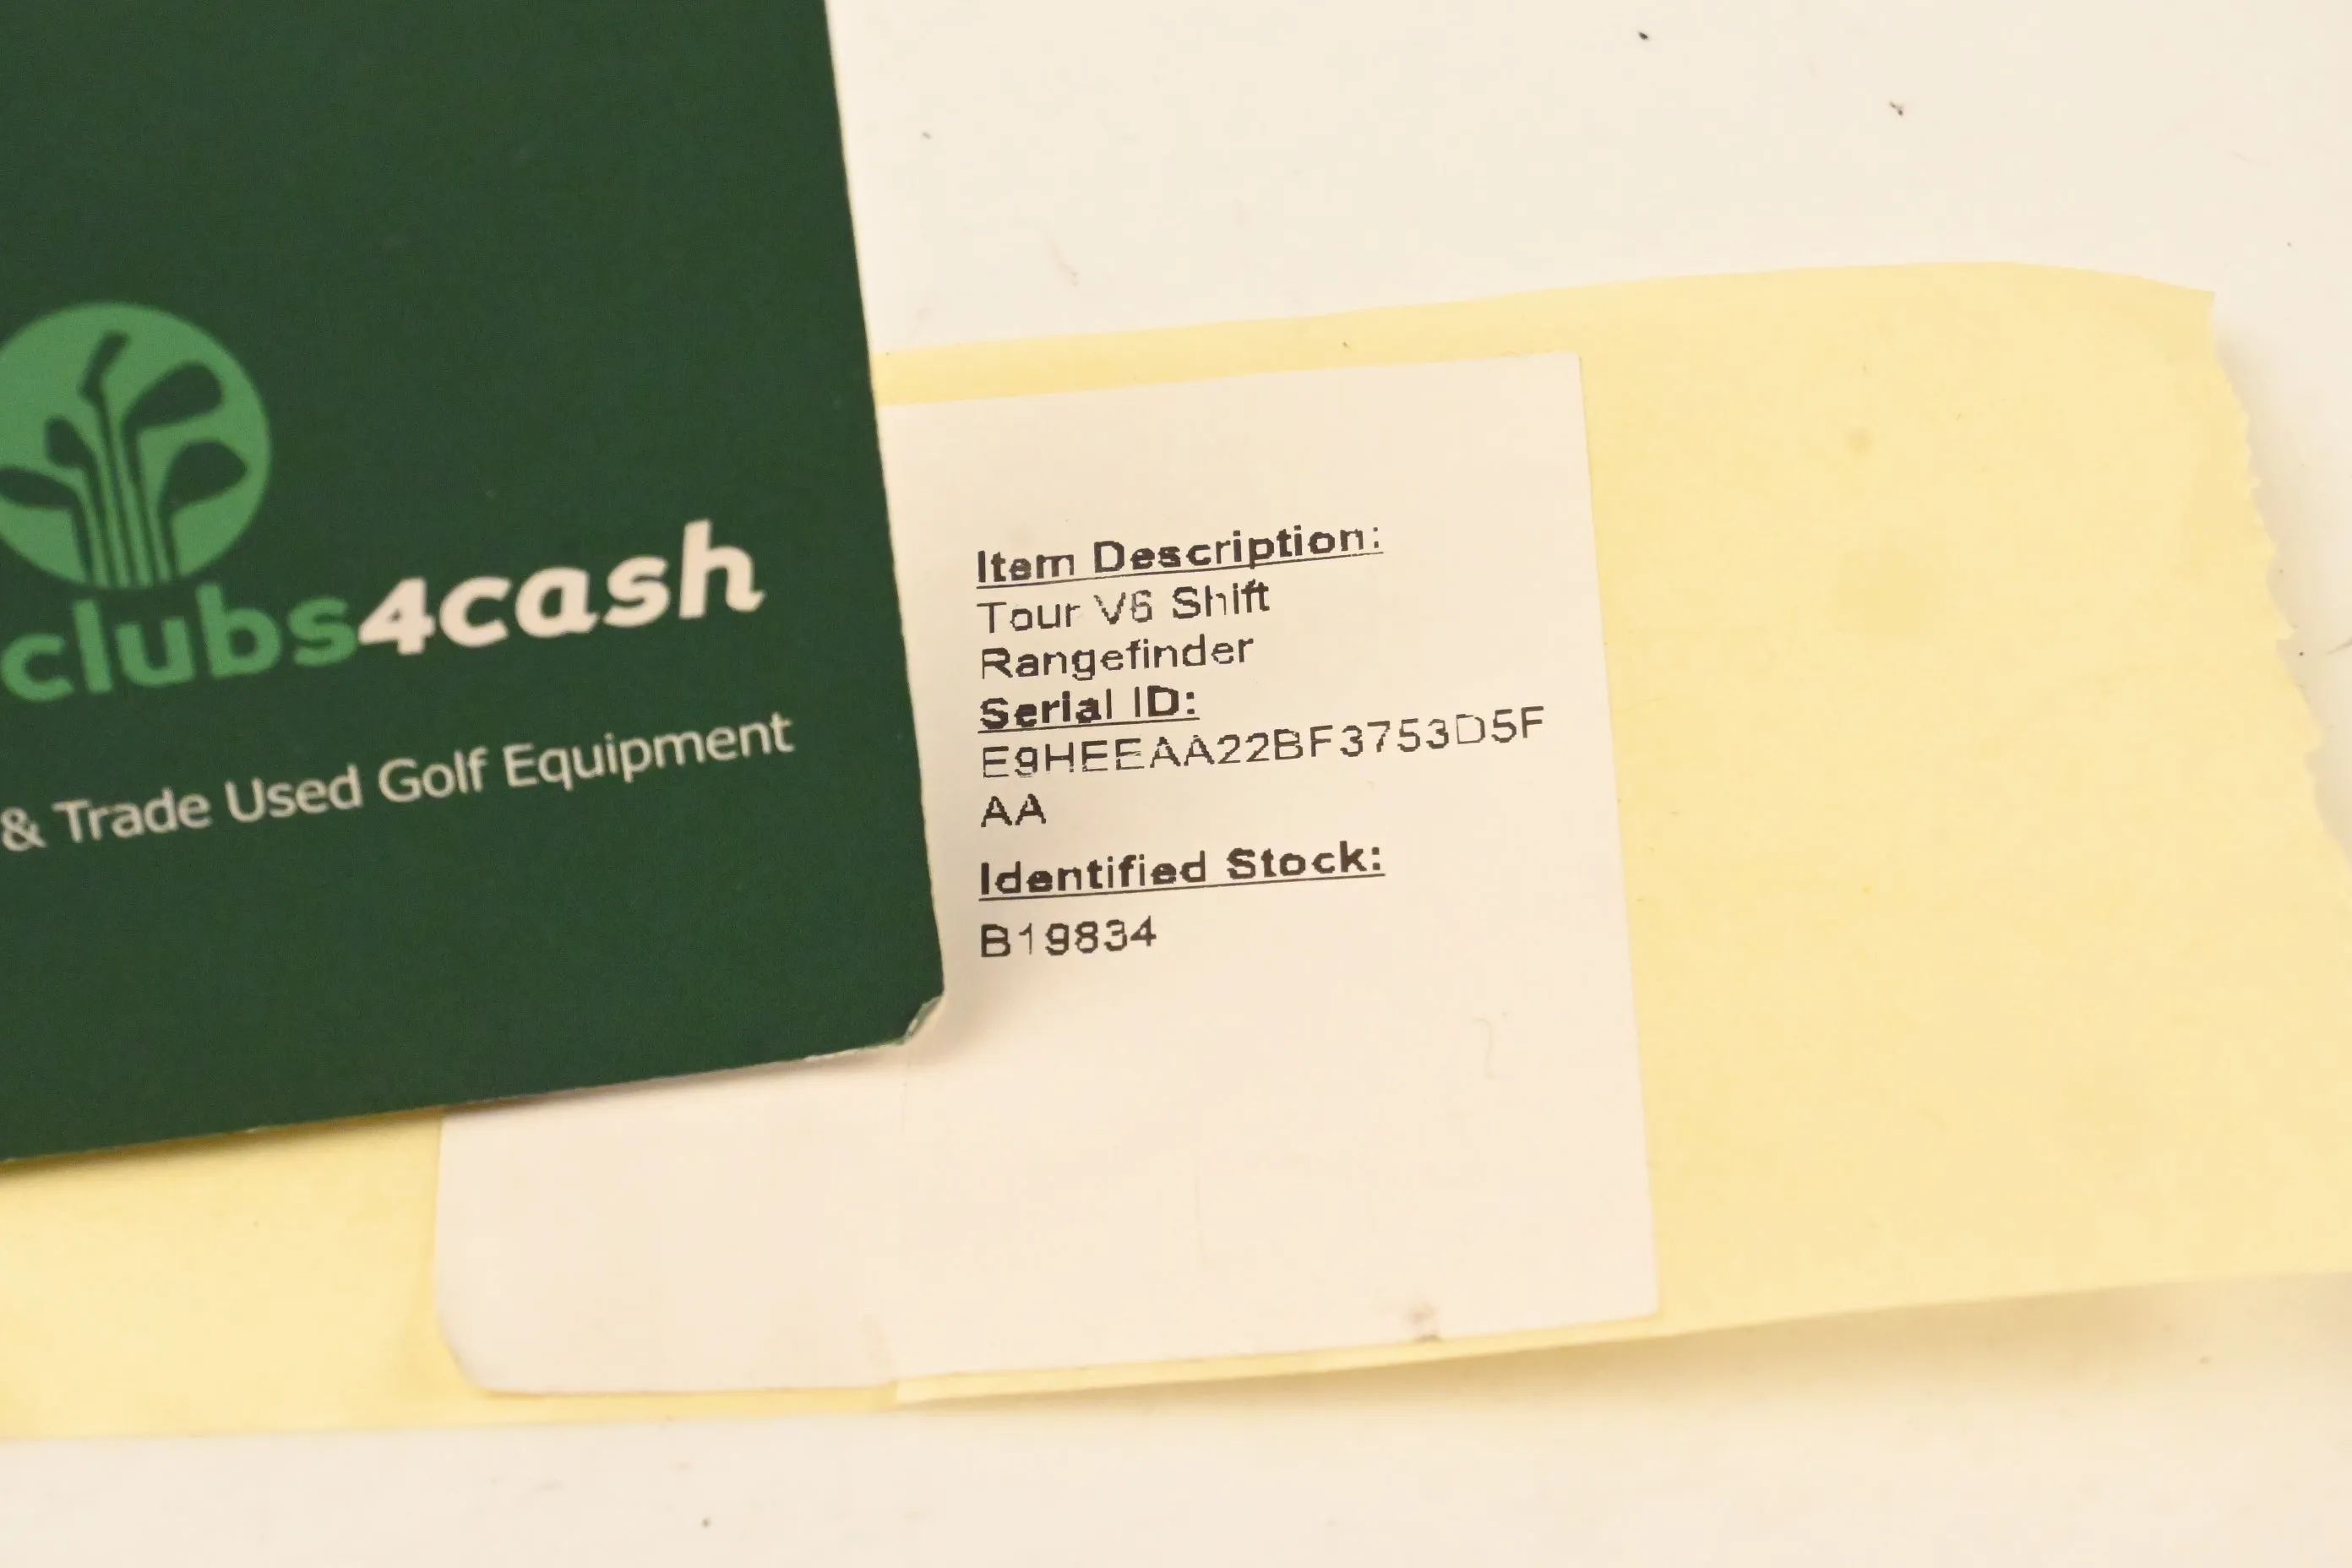 clubs4cash
& Trade Used Golf Equipment
Item Description:
Tour V6 Shift
Rangefinder
Serial ID:
E9HEEAA22BF3753D5F
AA
Identified Stock:
B19834